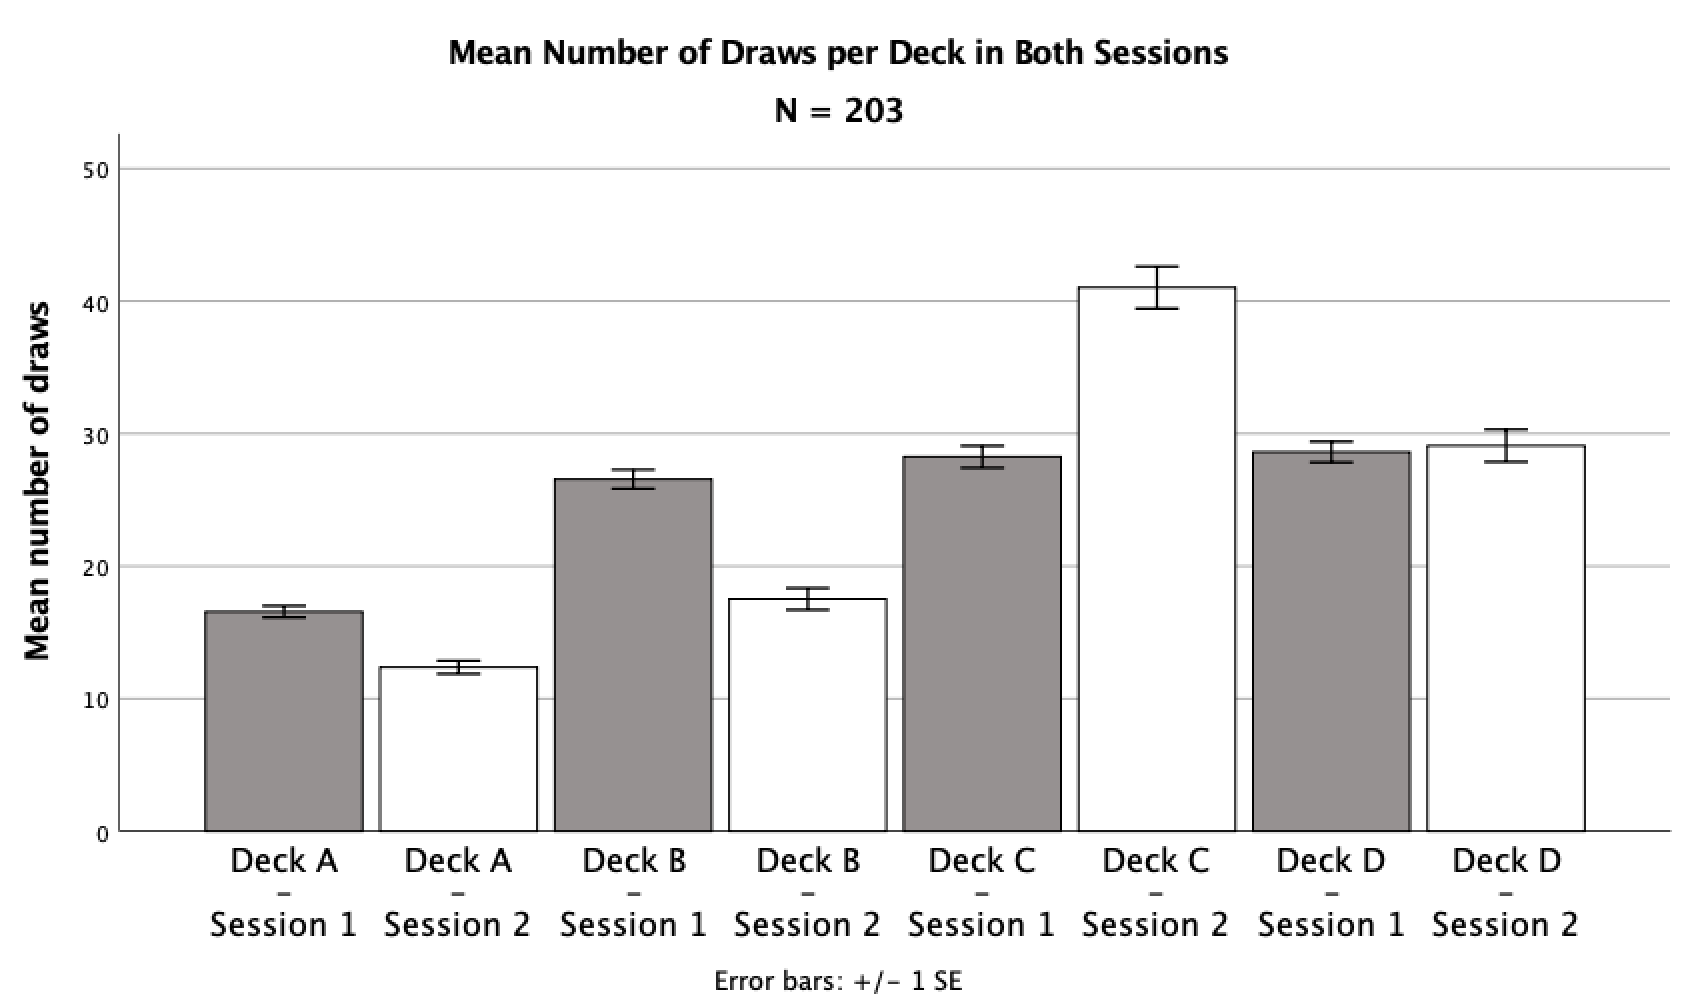 Mean Number of Draws per Deck in Both Sessions
N = 203
Mean number of draws
50
40
30
20
10
0
Deck A – Session 1
Deck A – Session 2
Deck B – Session 1
Deck B – Session 2
Deck C – Session 1
Deck C – Session 2
Deck D – Session 1
Deck D – Session 2
Error bars: +/− 1 SE